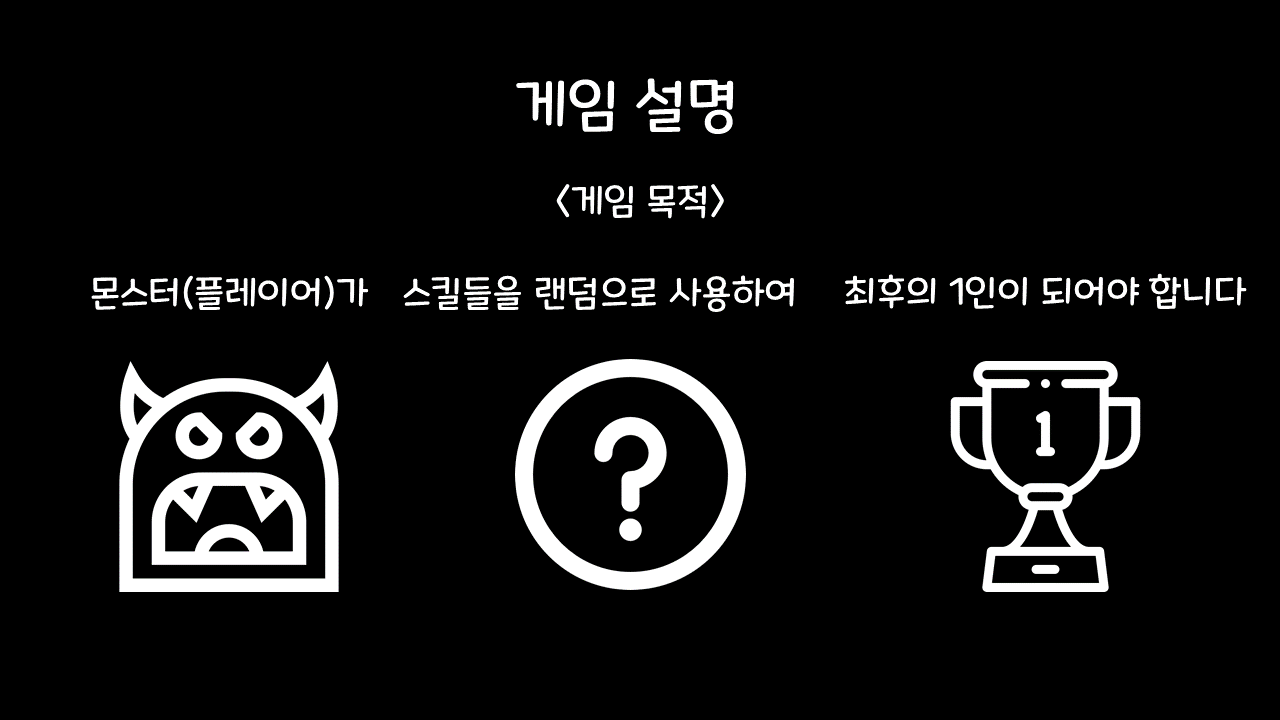 게임 설명
<게임 목적>
몬스터(플레이어)가 스킬들을 랜덤으로 사용하여 최후의 1인이 되어야 합니다
1